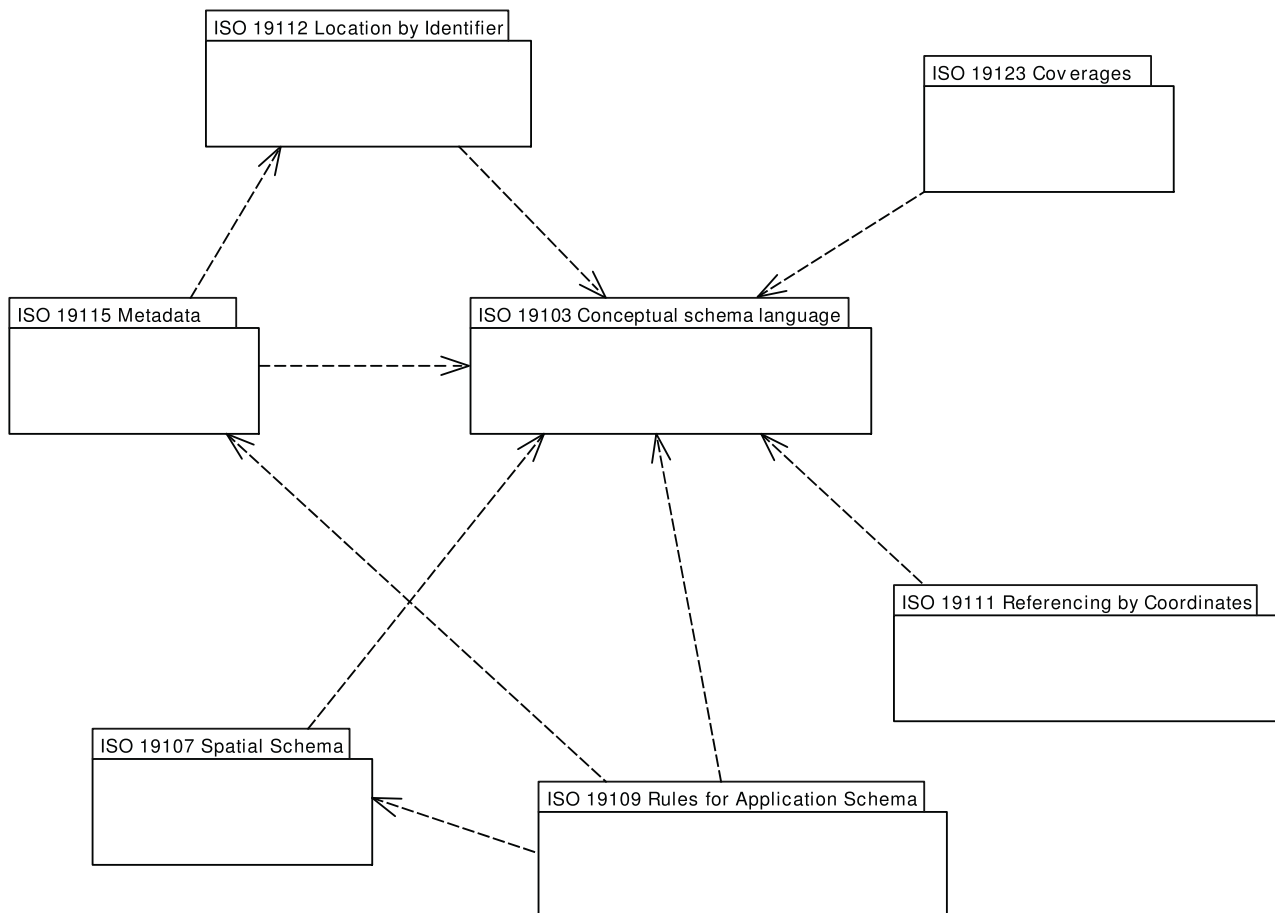 ISO 19112 Location by Identifier
ISO 19123 Coverages
ISO 19115 Metadata
ISO 19103 Conceptual schema language
ISO 19111 Referencing by Coordinates
ISO 19107 Spatial Schema
ISO 19109 Rules for Application Schema